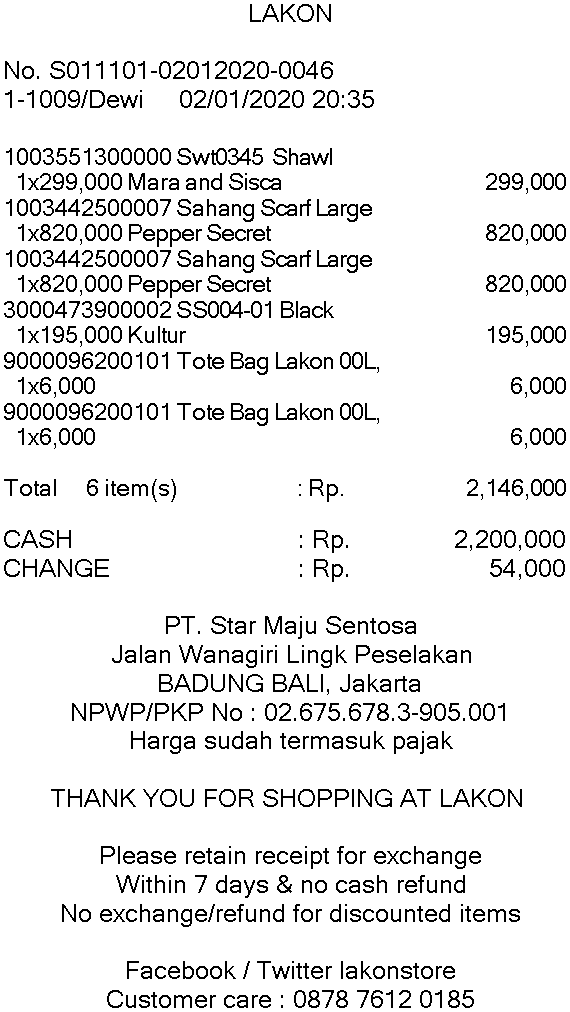 LAKON
No. S011101-02012020-0046
1-1009/Dewi 02/01/2020 20:35
1003551300000 Swt0345 Shawl
1x299,000 Mara and Sisca 299,000
1003442500007 Sahang Scarf Large
1x820,000 Pepper Secret 820,000
1003442500007 Sahang Scarf Large
1x820,000 Pepper Secret 820,000
3000473900002 SS004-01 Black
1x195,000 Kultur 195,000
9000096200101 Tote Bag Lakon 00L,
1x6,000 6,000
9000096200101 Tote Bag Lakon 00L,
1x6,000 6,000
Total 6 item(s) : Rp. 2,146,000
CASH : Rp. 2,200,000
CHANGE : Rp. 54,000
PT. Star Maju Sentosa
Jalan Wanagiri Lingk Peselakan
BADUNG BALI, Jakarta
NPWP/PKP No : 02.675.678.3-905.001
Harga sudah termasuk pajak
THANK YOU FOR SHOPPING AT LAKON
Please retain receipt for exchange
Within 7 days & no cash refund
No exchange/refund for discounted items
Facebook / Twitter lakonstore
Customer care : 0878 7612 0185